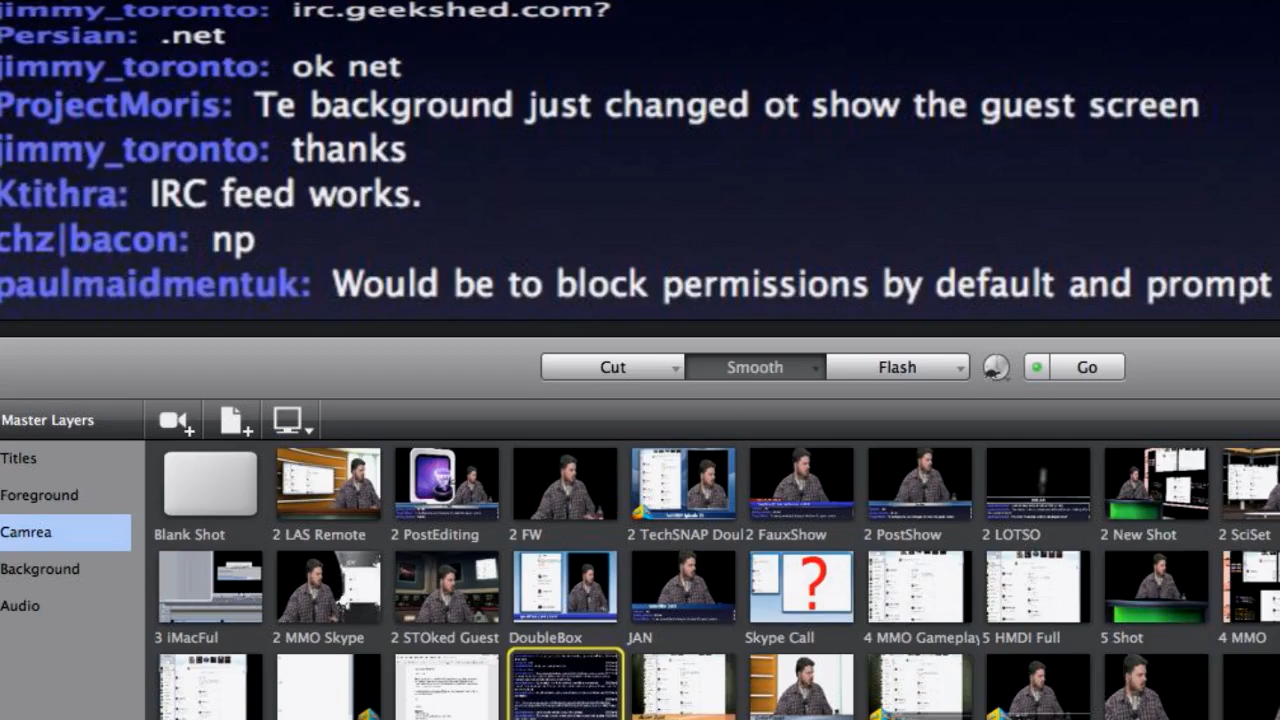 jimmy_toronto: irc.geekshed.com?
Persian: .net
jimmy_toronto: ok net
ProjectMoris: Te background just changed ot show the guest screen
jimmy_toronto: thanks
Ktithra: IRC feed works.
chz|bacon: np
paulmaidmentuk: Would be to block permissions by default and prompt
Cut Smooth Flash Go
Master Layers
Titles
Foreground
Camrea
Background
Audio
Blank Shot 2 LAS Remote 2 PostEditing 2 FW 2 TechSNAP Doul 2 FauxShow 2 PostShow 2 LOTSO 2 New Shot 2 SciSet
3 iMacFul 2 MMO Skype 2 STOked Guest DoubleBox JAN Skype Call 4 MMO Gameplay 5 HMDI Full 5 Shot 4 MMO